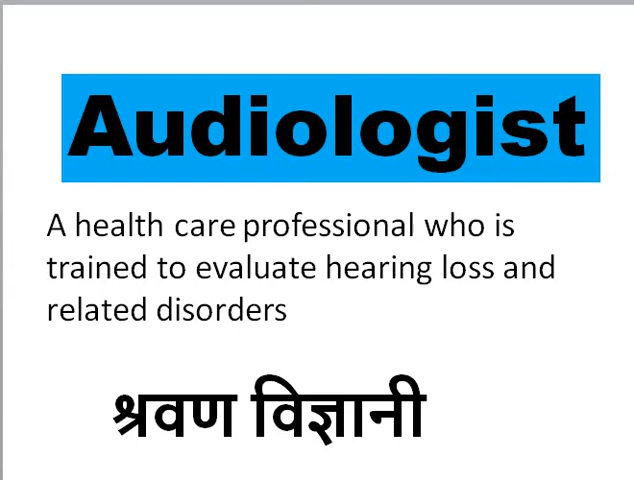 Audiologist
A health care professional who is
trained to evaluate hearing loss and
related disorders
श्रवण विज्ञानी